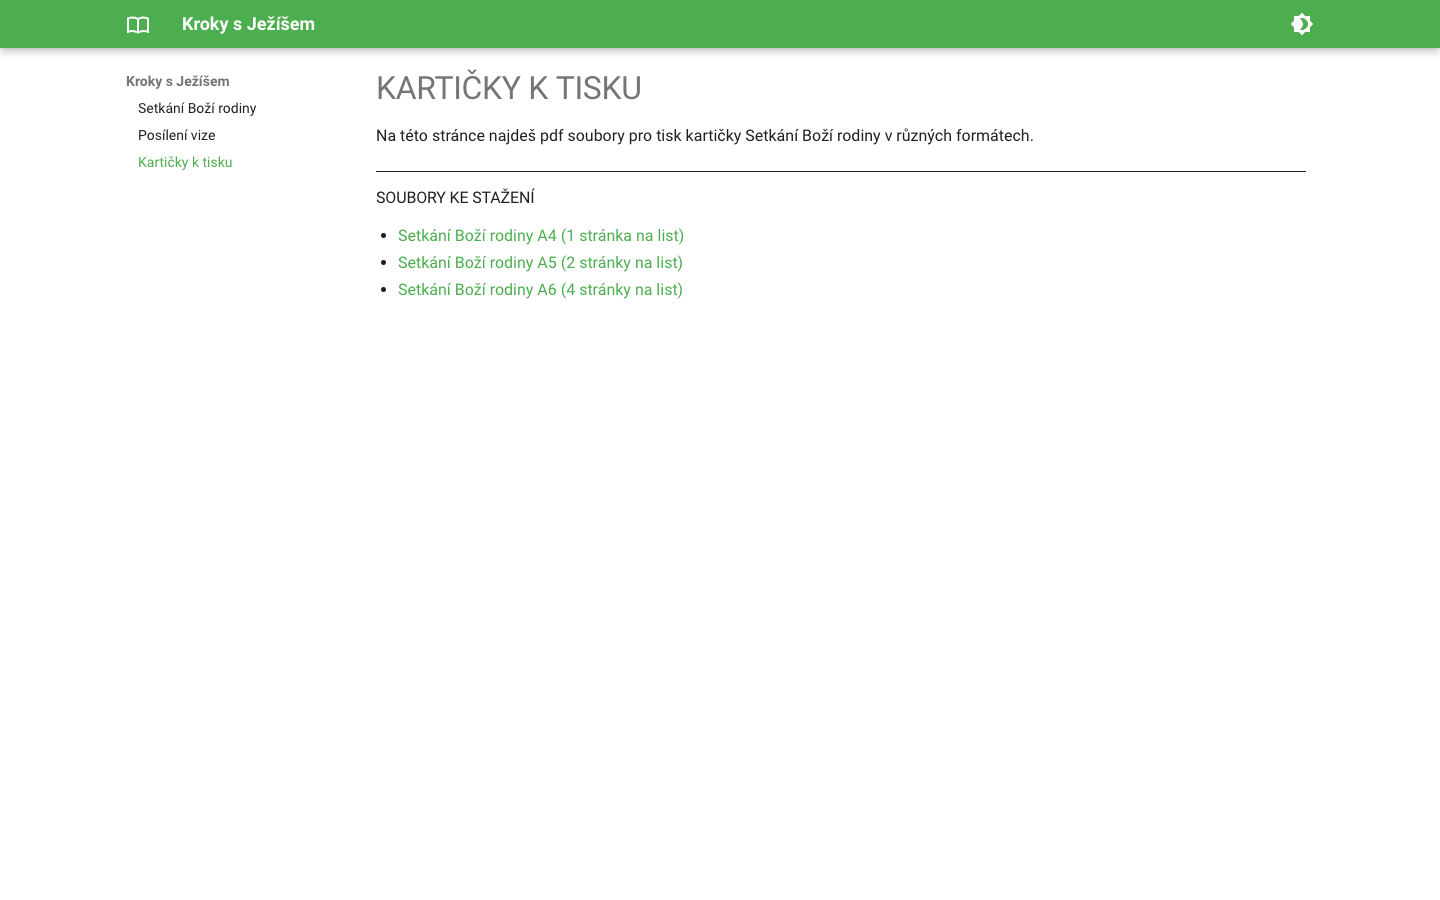 Kroky s Ježíšem
Kroky s Ježíšem
Setkání Boží rodiny
Posílení vize
Kartičky k tisku
KARTIČKY K TISKU
Na této stránce najdeš pdf soubory pro tisk kartičky Setkání Boží rodiny v různých formátech.
SOUBORY KE STAŽENÍ
Setkání Boží rodiny A4 (1 stránka na list)
Setkání Boží rodiny A5 (2 stránky na list)
Setkání Boží rodiny A6 (4 stránky na list)